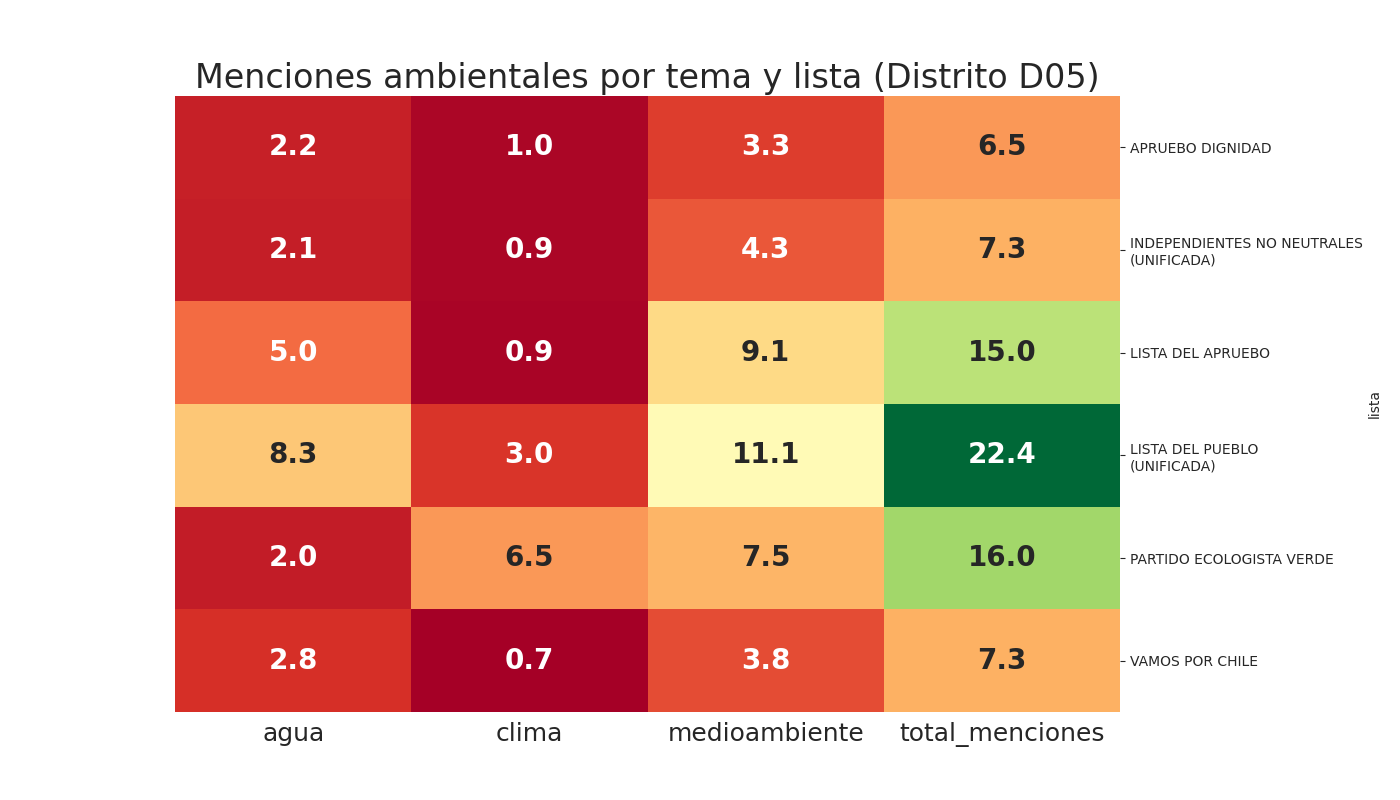 Menciones ambientales por tema y lista (Distrito D05)
2.2 1.0 3.3 6.5 APRUEBO DIGNIDAD
2.1 0.9 4.3 7.3 INDEPENDIENTES NO NEUTRALES
(UNIFICADA)
5.0 0.9 9.1 15.0 LISTA DEL APRUEBO
8.3 3.0 11.1 22.4 LISTA DEL PUEBLO
(UNIFICADA)
2.0 6.5 7.5 16.0 PARTIDO ECOLOGISTA VERDE
2.8 0.7 3.8 7.3 VAMOS POR CHILE
agua clima medioambiente total_menciones
lista